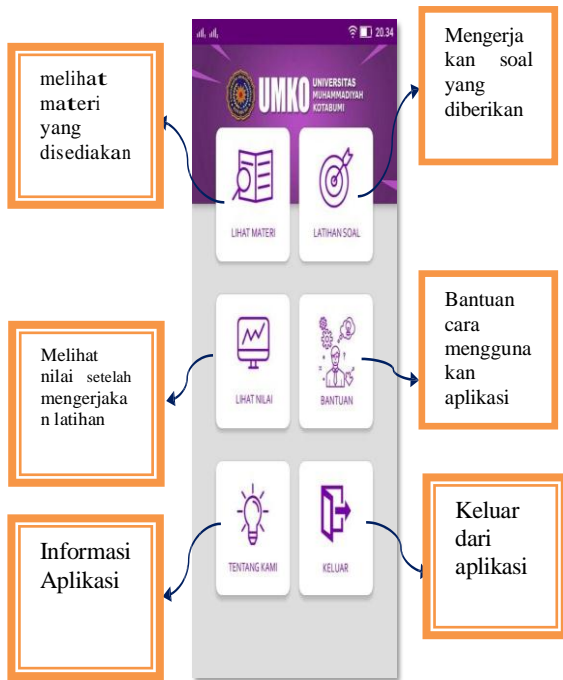 20.34
UMKO
UNIVERSITAS
MUHAMMADIYAH
KOTABUMI
melihat
materi
yang
disediakan
Mengerja
kan soal
yang
diberikan
LIHAT MATERI
LATIHAN SOAL
Melihat
nilai setelah
mengerjaka
n latihan
Bantuan
cara
mengguna
kan
aplikasi
LIHAT NILAI
BANTUAN
Informasi
Aplikasi
Keluar
dari
aplikasi
TENTANG KAMI
KELUAR